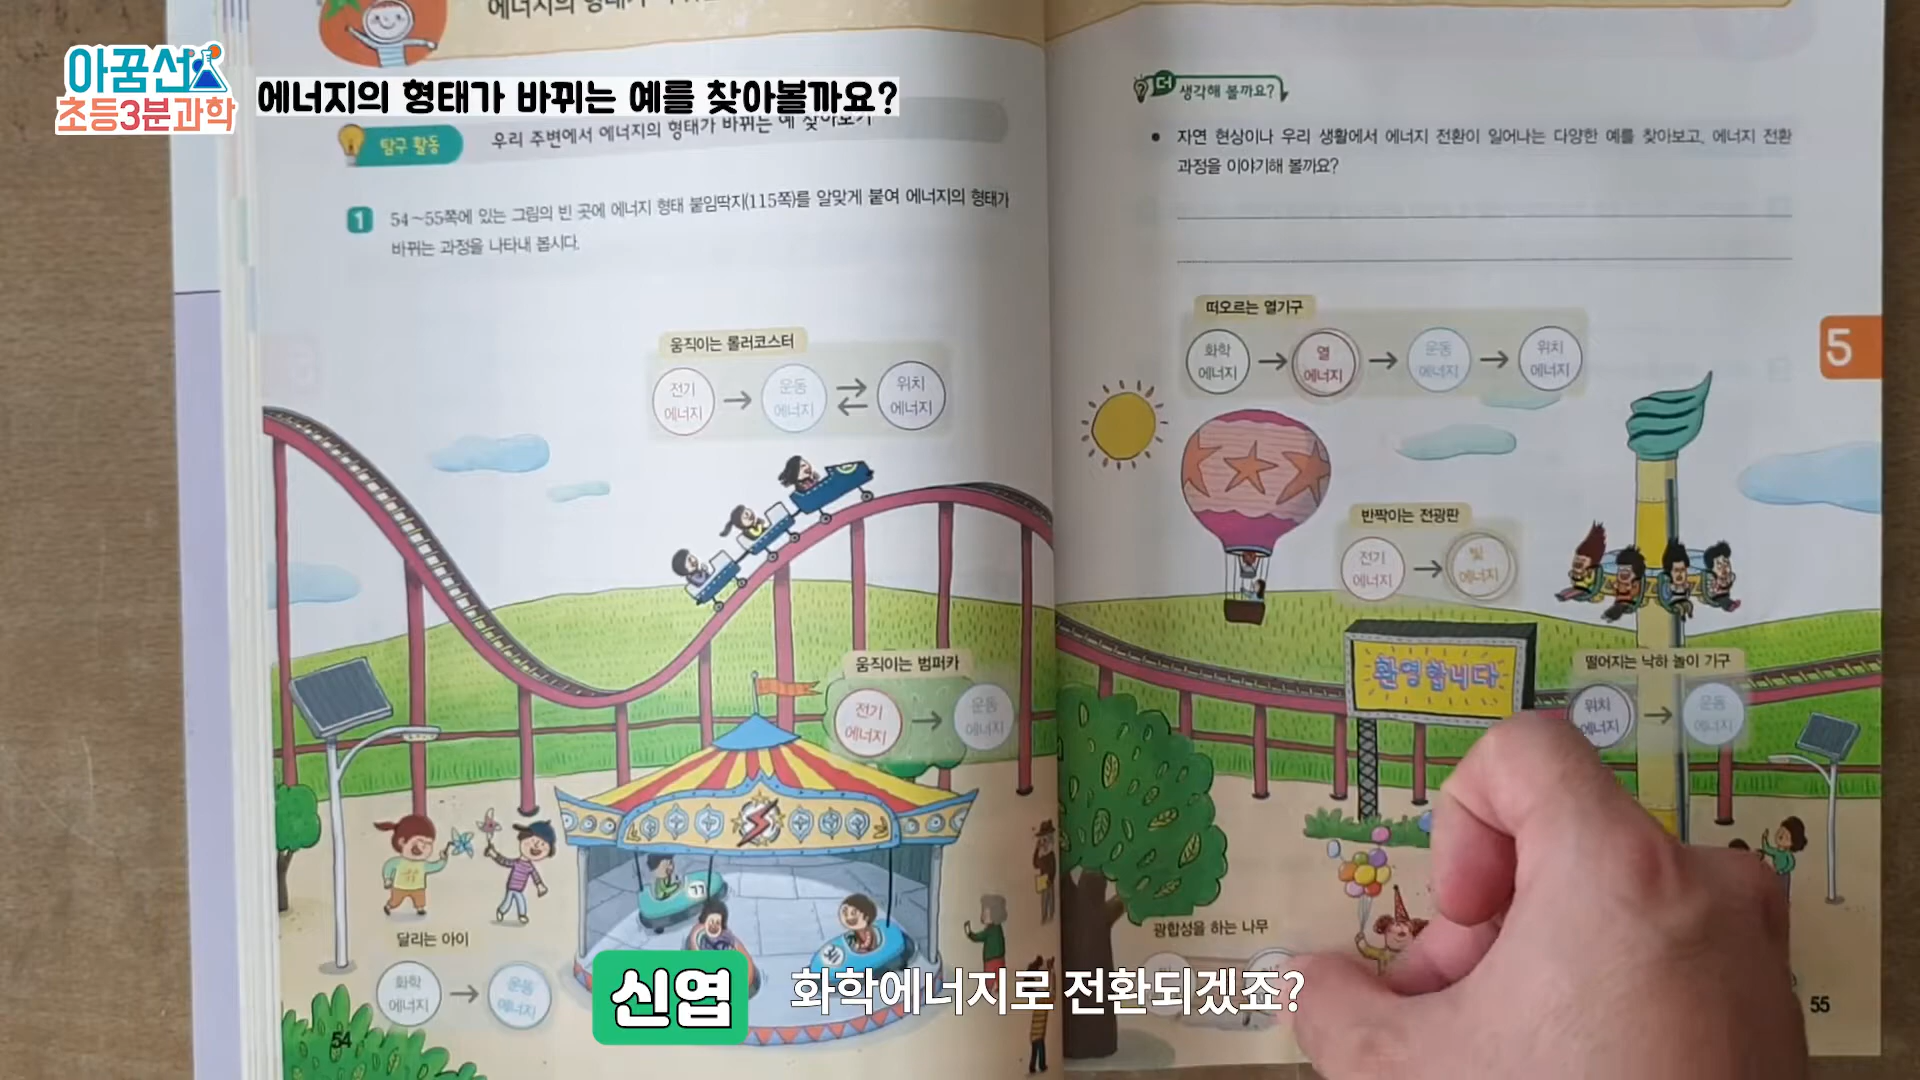 아꿈선
초등3분과학
에너지의 형태가 바뀌는 예를 찾아볼까요?
에너지의 형태가
탐구 활동
우리 주변에서 에너지의 형태가 바뀌는 예 찾아보기
1
54~55쪽에 있는 그림의 빈 곳에 에너지 형태 붙임딱지(115쪽)를 알맞게 붙여 에너지의 형태가
바뀌는 과정을 나타내 봅시다.
움직이는 롤러코스터
전기 에너지 → 운동 에너지 ⇄ 위치 에너지
움직이는 범퍼카
전기 에너지 → 운동 에너지
달리는 아이
화학 에너지 → 운동 에너지
54
더 생각해 볼까요?
• 자연 현상이나 우리 생활에서 에너지 전환이 일어나는 다양한 예를 찾아보고, 에너지 전환
과정을 이야기해 볼까요?
떠오르는 열기구
화학 에너지 → 열 에너지 → 운동 에너지 → 위치 에너지
5
반짝이는 전광판
전기 에너지 → 빛 에너지
환영합니다
떨어지는 낙하 놀이 기구
위치 에너지 → 운동 에너지
광합성을 하는 나무
55
신엽
화학에너지로 전환되겠죠?